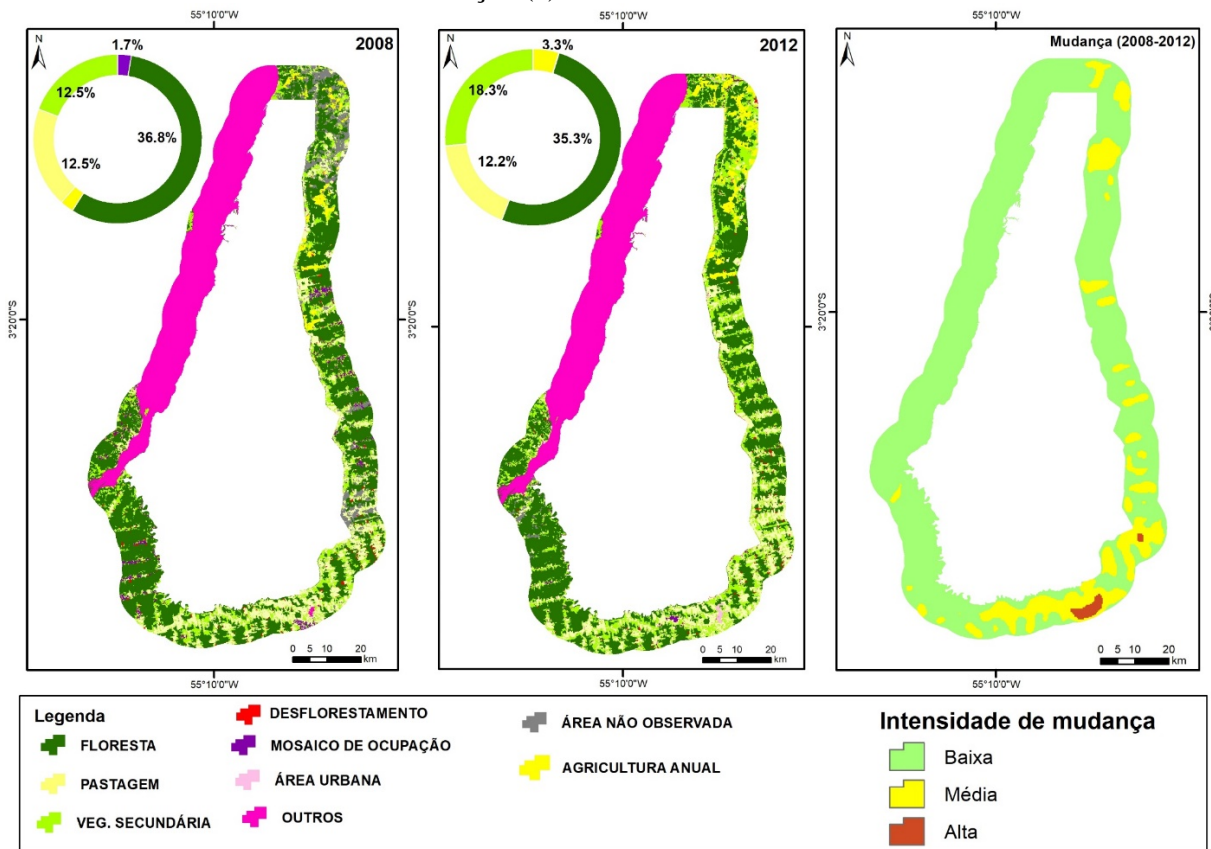 55°10'0"W
55°10'0"W
55°10'0"W
N
2008
1.7%
12.5%
36.8%
12.5%
3°20'0"S
0 5 10 20
km
55°10'0"W
N
2012
3.3%
18.3%
35.3%
12.2%
3°20'0"S
0 5 10 20
km
55°10'0"W
N
Mudança (2008-2012)
0 5 10 20
km
55°10'0"W
Legenda
FLORESTA
PASTAGEM
VEG. SECUNDÁRIA
DESFLORESTAMENTO
MOSAICO DE OCUPAÇÃO
ÁREA URBANA
OUTROS
ÁREA NÃO OBSERVADA
AGRICULTURA ANUAL
Intensidade de mudança
Baixa
Média
Alta